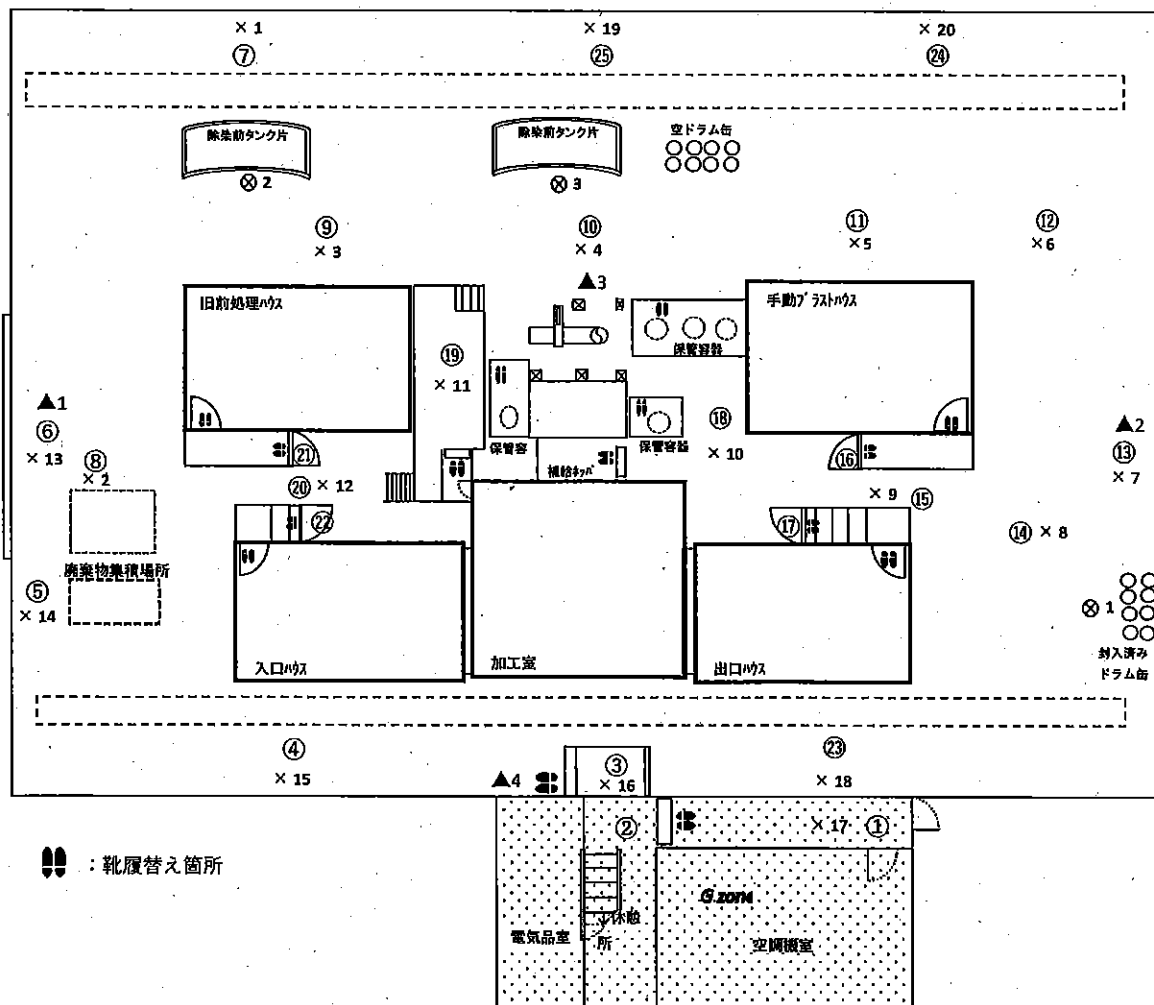 × 1
× 19
× 20
⑦
㉕
㉔
除染前タンク片
除染前タンク片
空ドラム缶
⊗ 2
⊗ 3
⑨
⑩
⑪
⑫
× 3
× 4
×5
×6
▲3
旧前処理ハウス
手動ブラストハウス
保管容器
⑲
× 11
▲1
⑥
× 13
⑧
× 2
保管容
保管容器
⑱
× 10
▲2
⑬
× 7
㉑
⑯
補給ホッパ
⑳
× 12
× 9
⑮
㉒
⑰
⑭
× 8
廃棄物集積場所
⑤
× 14
⊗ 1
封入済み
ドラム缶
入口ハウス
加工室
出口ハウス
④
× 15
▲4
③
× 16
㉓
× 18
②
×17
①
：靴履替え箇所
G zone
休憩
所
電気品室
空調機室